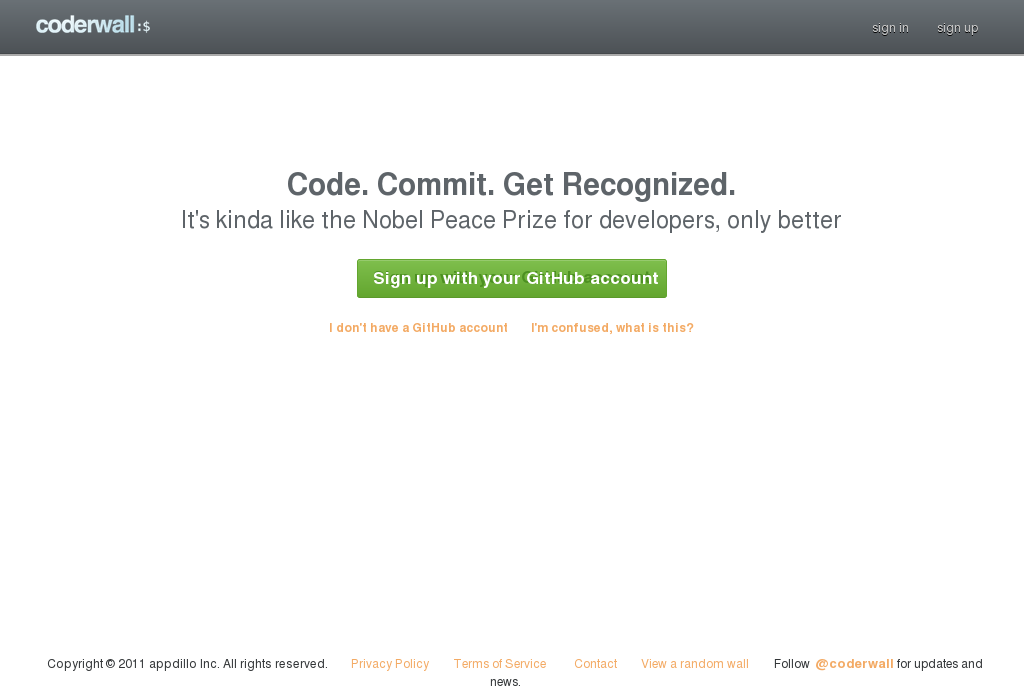 coderwall:$
sign in sign up
Code. Commit. Get Recognized.
It's kinda like the Nobel Peace Prize for developers, only better
Sign up with your GitHub account
I don't have a GitHub account I'm confused, what is this?
Copyright © 2011 appdillo Inc. All rights reserved. Privacy Policy Terms of Service Contact View a random wall Follow @coderwall for updates and
news.